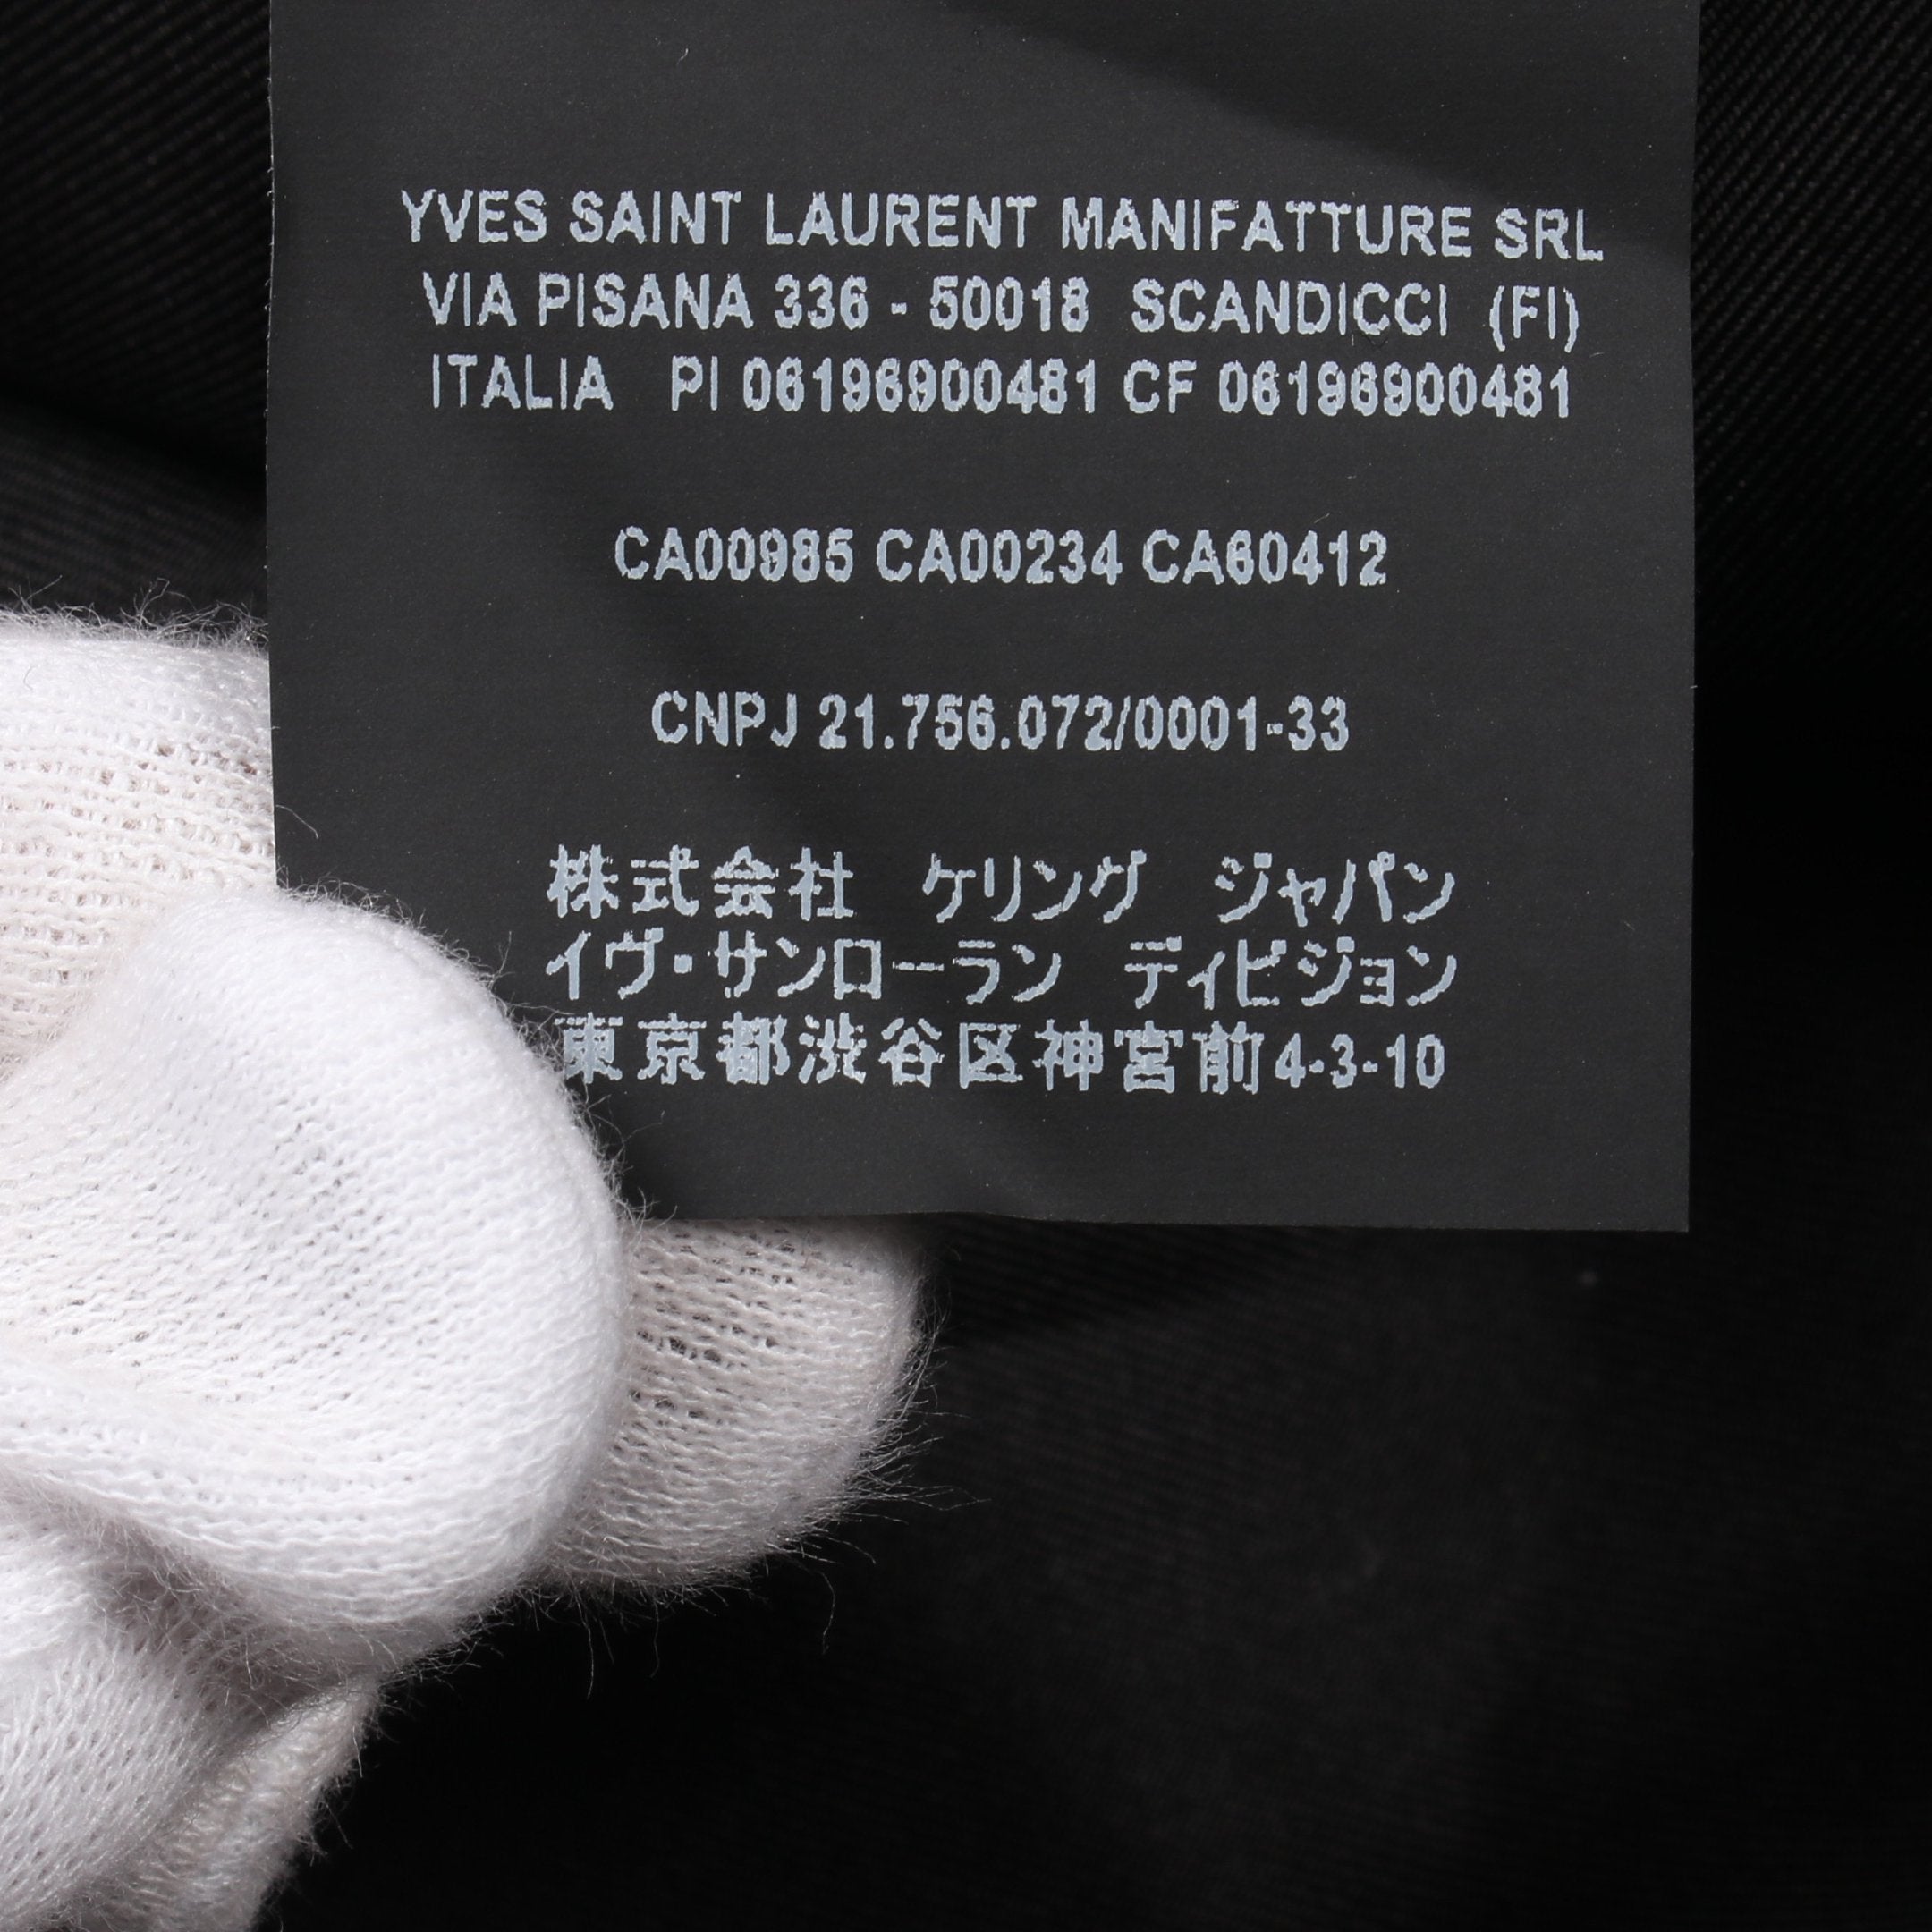 YVES SAINT LAURENT MANIFATTURE SRL
VIA PISANA 336 - 50018 SCANDICCI (FI)
ITALIA PI 06196900481 CF 06196900481
CA00985 CA00234 CA60412
CNPJ 21.756.072/0001-33
株式会社 ケリング ジャパン
イヴ・サンローラン ディビジョン
東京都渋谷区神宮前4-3-10